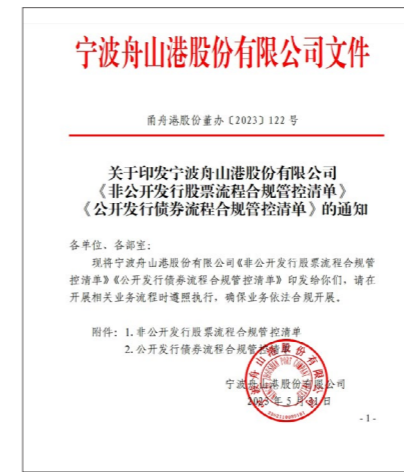 宁波舟山港股份有限公司文件
甬舟港股份董办〔2023〕122 号
关于印发宁波舟山港股份有限公司
《非公开发行股票流程合规管控清单》
《公开发行债券流程合规管控清单》的通知
各单位、各部室：
现将宁波舟山港股份有限公司《非公开发行股票流程合规管
控清单》《公开发行债券流程合规管控清单》印发给你们，请在
开展相关业务流程时遵照执行，确保业务依法合规开展。
附件：1. 非公开发行股票流程合规管控清单
2. 公开发行债券流程合规管控清单
宁波舟山港股份有限公司
2023 年 5 月 31 日
- 1 -